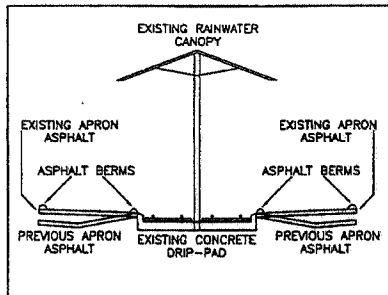 EXISTING RAINWATER
CANOPY
EXISTING APRON
ASPHALT
EXISTING APRON
ASPHALT
ASPHALT BERMS
ASPHALT BERMS
PREVIOUS APRON
ASPHALT
EXISTING CONCRETE
DRIP-PAD
PREVIOUS APRON
ASPHALT